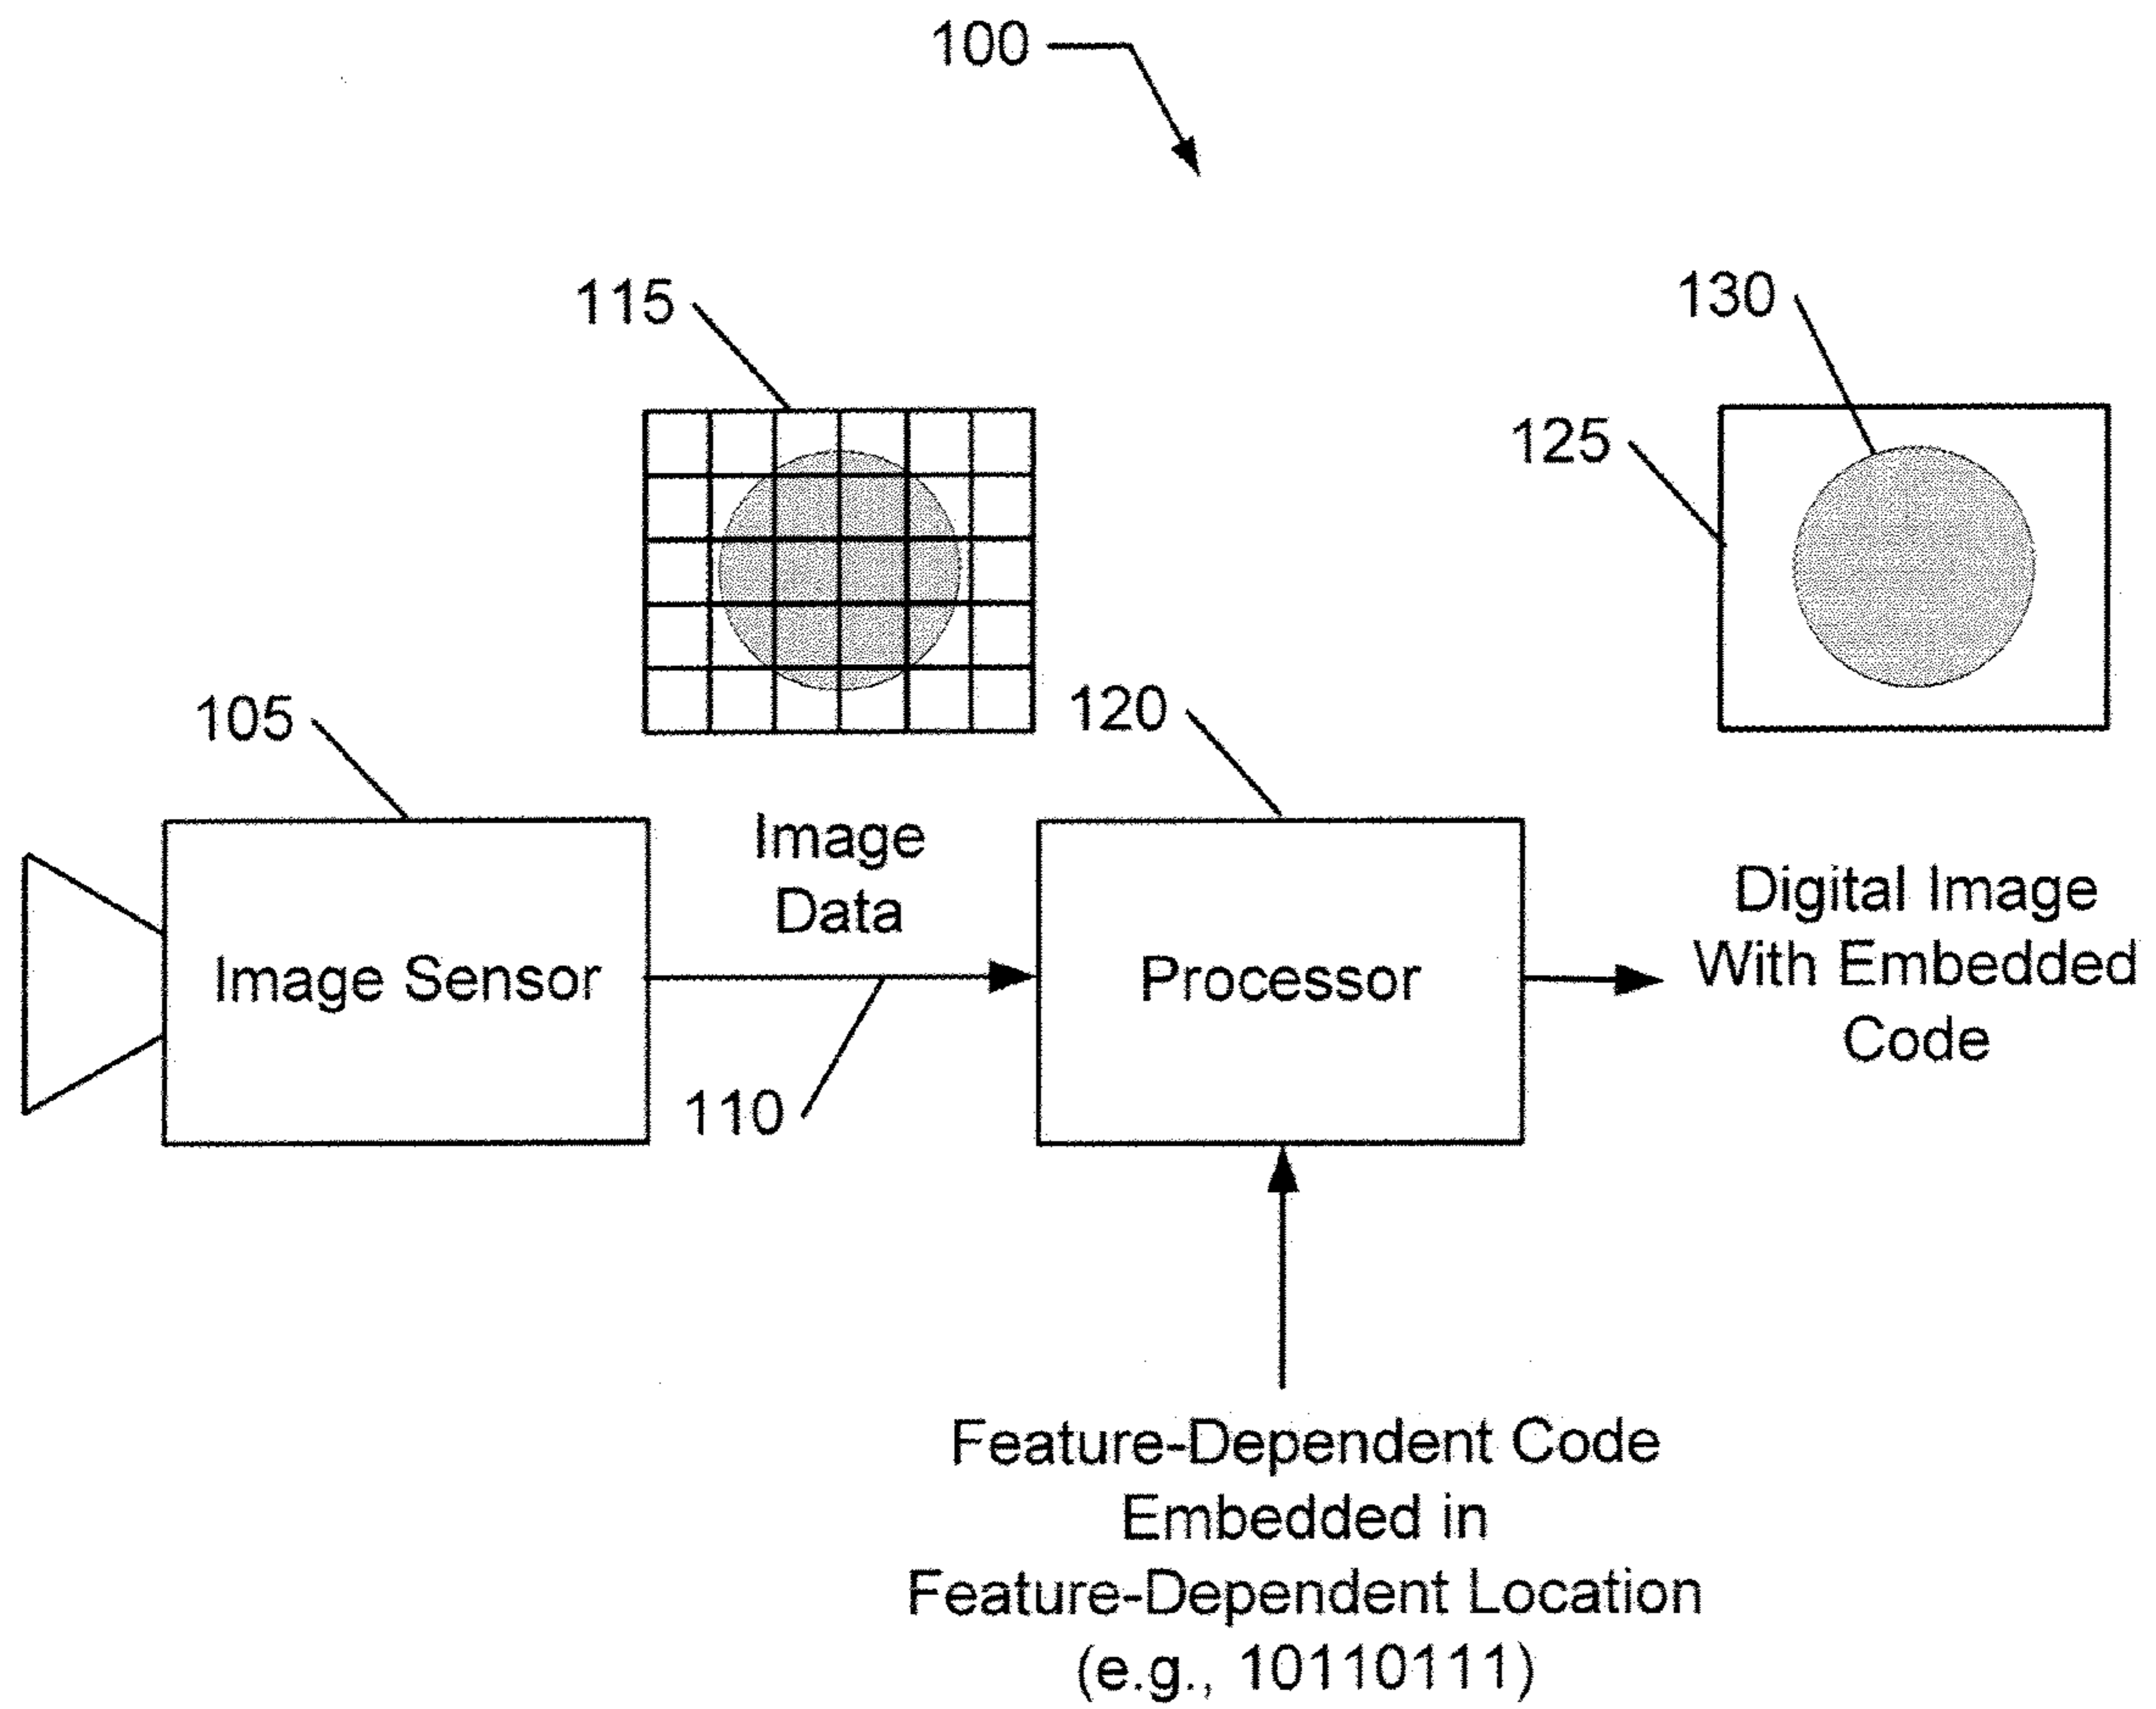 100
115
130
125
105
120
Image
Data
Image Sensor
Processor
Digital Image
With Embedded
Code
110
Feature-Dependent Code
Embedded in
Feature-Dependent Location
(e.g., 10110111)